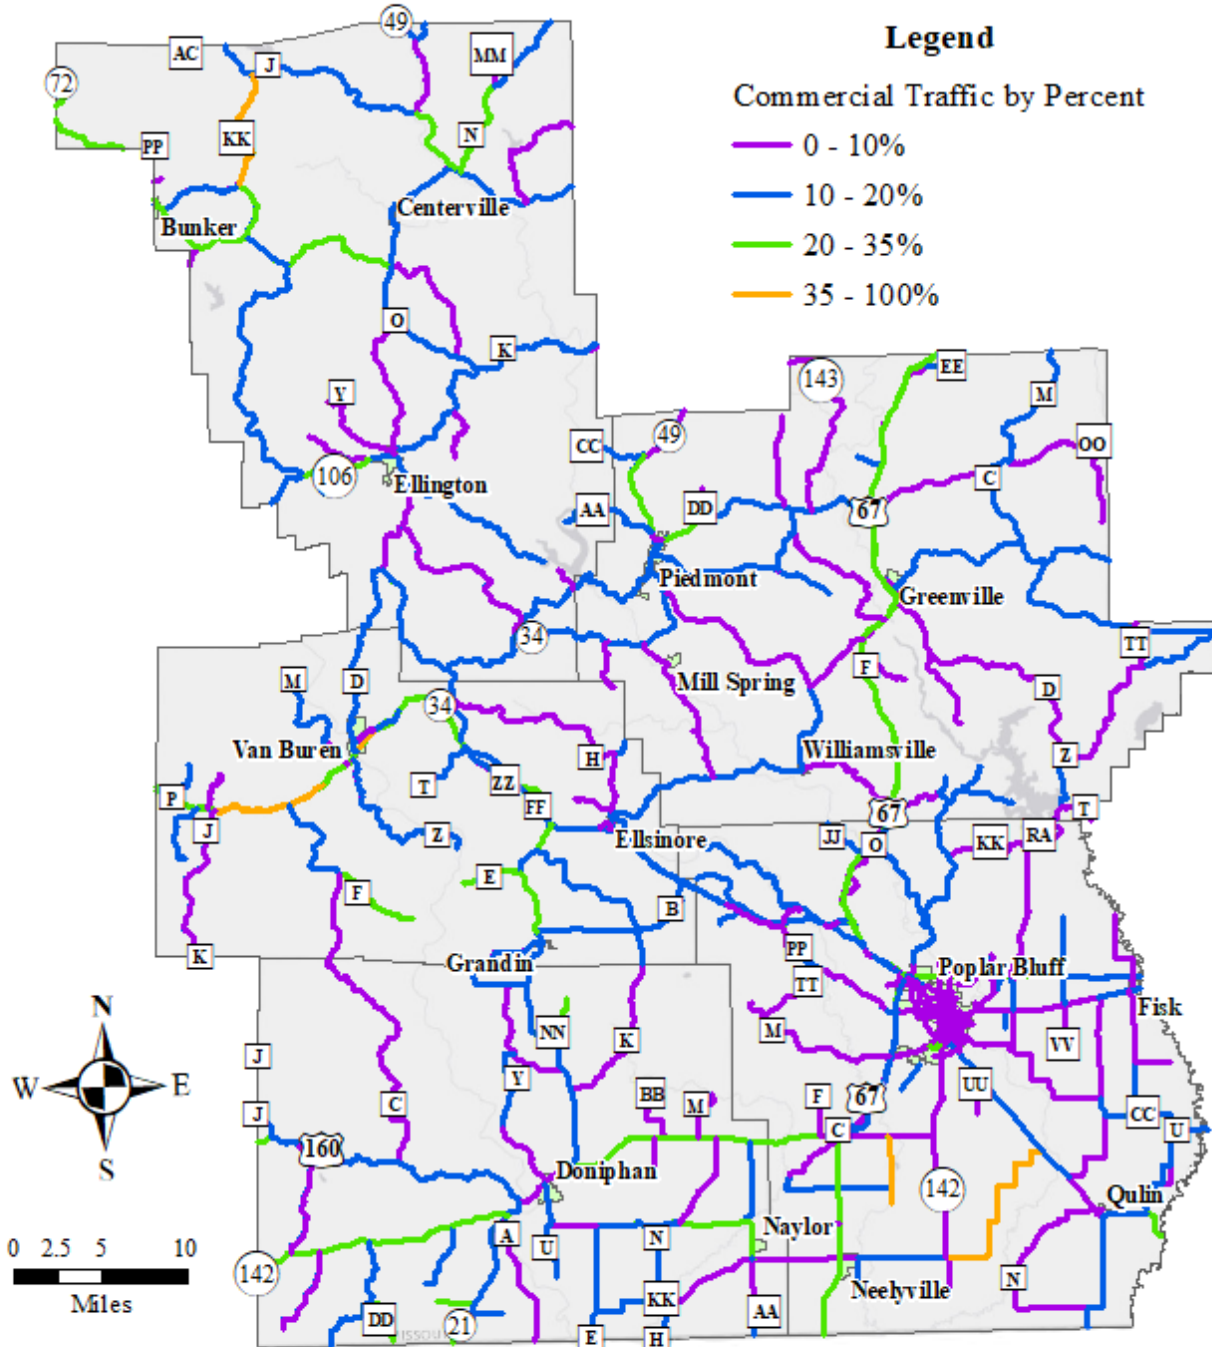 49
Legend
AC
J
MM
72
Commercial Traffic by Percent
PP
KK
N
0 - 10%
10 - 20%
Centerville
Bunker
20 - 35%
35 - 100%
O
K
EE
143
Y
M
49
CC
OO
106
C
Ellington
AA
DD
67
Piedmont
Greenville
34
TT
F
M
D
Mill Spring
D
34
Van Buren
H
Williamsville
Z
T
ZZ
P
FF
67
T
J
Z
Ellsinore
JJ
O
KK
RA
E
F
B
K
Grandin
PP
Poplar Bluff
TT
N
Fisk
NN
K
M
VV
J
W
E
Y
UU
BB
F
67
S
J
C
M
C
CC
U
160
Doniphan
142
Qulin
A
U
N
Naylor
0 2.5 5 10
Miles
142
Neelyville
N
DD
21
KK
AA
E
H